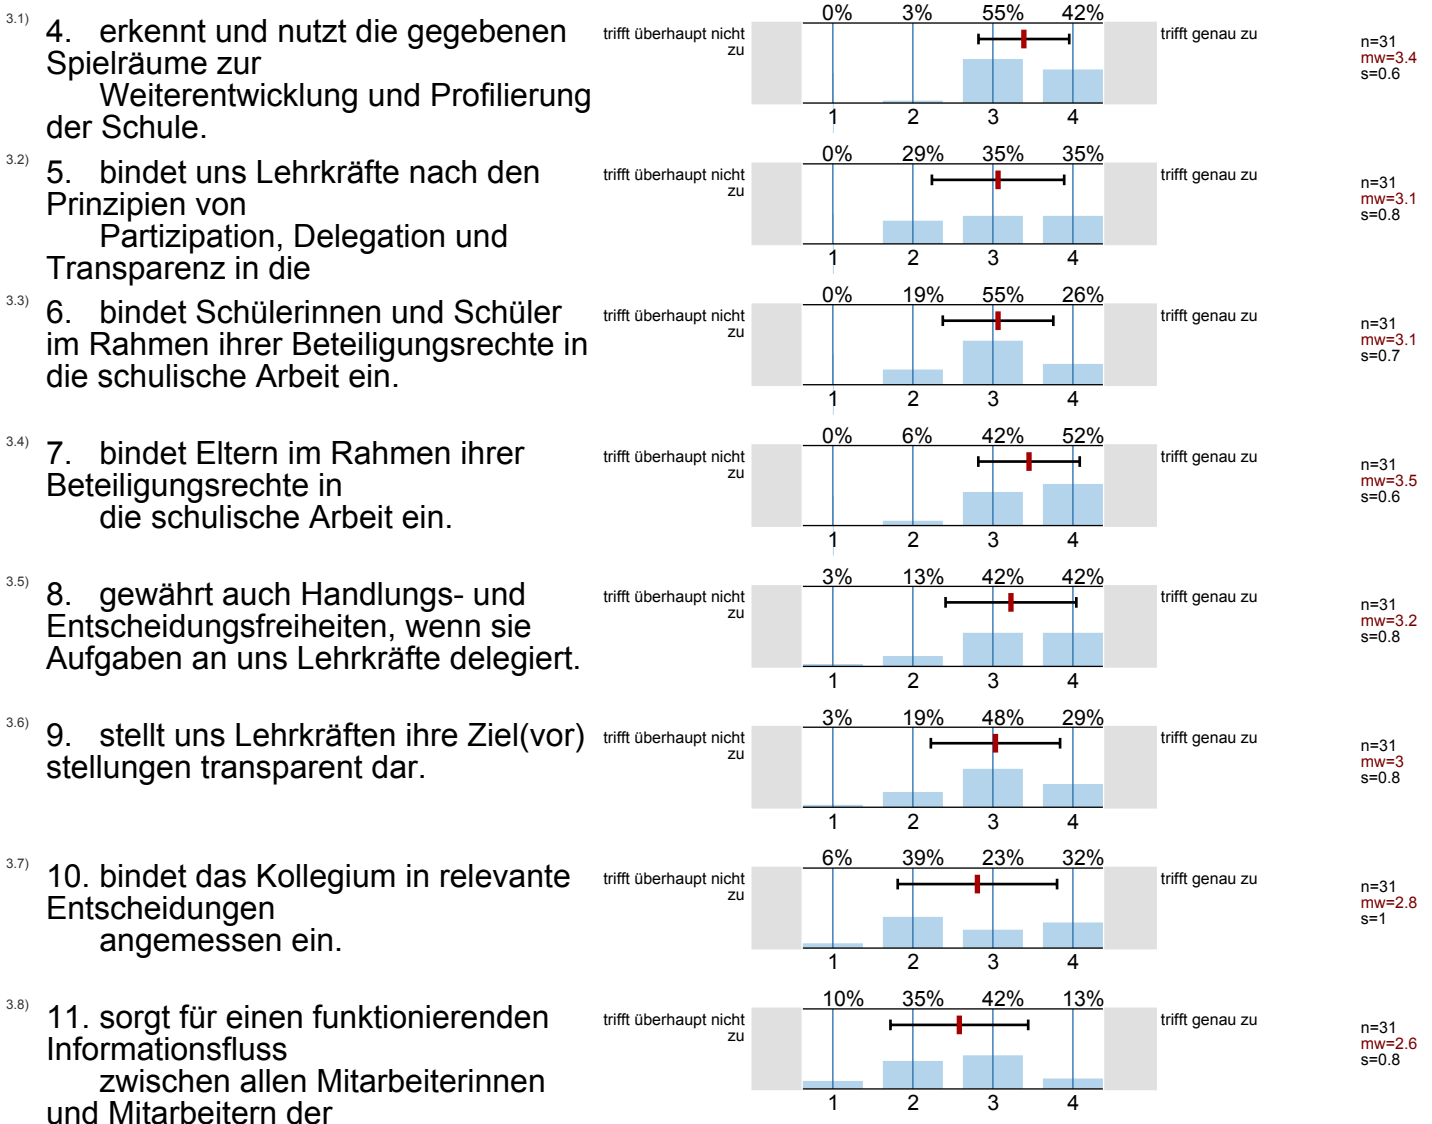 3.1) 4. erkennt und nutzt die gegebenen
Spielräume zur
Weiterentwicklung und Profilierung
der Schule.
trifft überhaupt nicht
zu
0% 3% 55% 42%
1 2 3 4
trifft genau zu
n=31
mw=3.4
s=0.6
3.2) 5. bindet uns Lehrkräfte nach den
Prinzipien von
Partizipation, Delegation und
Transparenz in die
trifft überhaupt nicht
zu
0% 29% 35% 35%
1 2 3 4
trifft genau zu
n=31
mw=3.1
s=0.8
3.3) 6. bindet Schülerinnen und Schüler
im Rahmen ihrer Beteiligungsrechte in
die schulische Arbeit ein.
trifft überhaupt nicht
zu
0% 19% 55% 26%
1 2 3 4
trifft genau zu
n=31
mw=3.1
s=0.7
3.4) 7. bindet Eltern im Rahmen ihrer
Beteiligungsrechte in
die schulische Arbeit ein.
trifft überhaupt nicht
zu
0% 6% 42% 52%
1 2 3 4
trifft genau zu
n=31
mw=3.5
s=0.6
3.5) 8. gewährt auch Handlungs- und
Entscheidungsfreiheiten, wenn sie
Aufgaben an uns Lehrkräfte delegiert.
trifft überhaupt nicht
zu
3% 13% 42% 42%
1 2 3 4
trifft genau zu
n=31
mw=3.2
s=0.8
3.6) 9. stellt uns Lehrkräften ihre Ziel(vor)
stellungen transparent dar.
trifft überhaupt nicht
zu
3% 19% 48% 29%
1 2 3 4
trifft genau zu
n=31
mw=3
s=0.8
3.7) 10. bindet das Kollegium in relevante
Entscheidungen
angemessen ein.
trifft überhaupt nicht
zu
6% 39% 23% 32%
1 2 3 4
trifft genau zu
n=31
mw=2.8
s=1
3.8) 11. sorgt für einen funktionierenden
Informationsfluss
zwischen allen Mitarbeiterinnen
und Mitarbeitern der
trifft überhaupt nicht
zu
10% 35% 42% 13%
1 2 3 4
trifft genau zu
n=31
mw=2.6
s=0.8